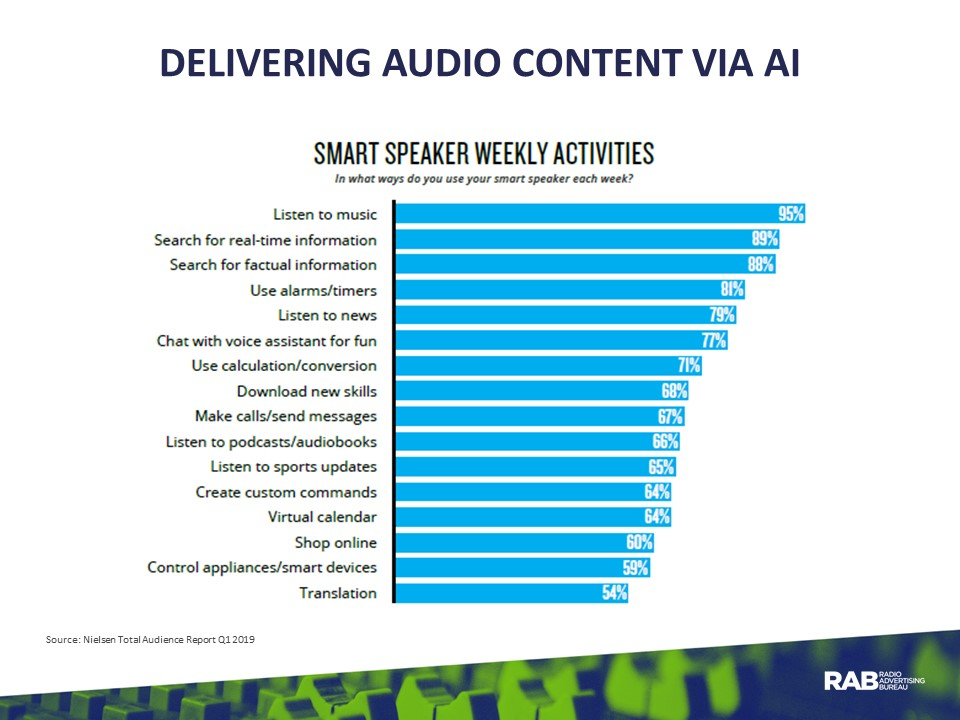 DELIVERING AUDIO CONTENT VIA AI
SMART SPEAKER WEEKLY ACTIVITIES
In what ways do you use your smart speaker each week?
Listen to music 95%
Search for real-time information 89%
Search for factual information 88%
Use alarms/timers 81%
Listen to news 79%
Chat with voice assistant for fun 77%
Use calculation/conversion 71%
Download new skills 68%
Make calls/send messages 67%
Listen to podcasts/audiobooks 66%
Listen to sports updates 65%
Create custom commands 64%
Virtual calendar 64%
Shop online 60%
Control appliances/smart devices 59%
Translation 54%
Source: Nielsen Total Audience Report Q1 2019
RAB RADIO
ADVERTISING
BUREAU